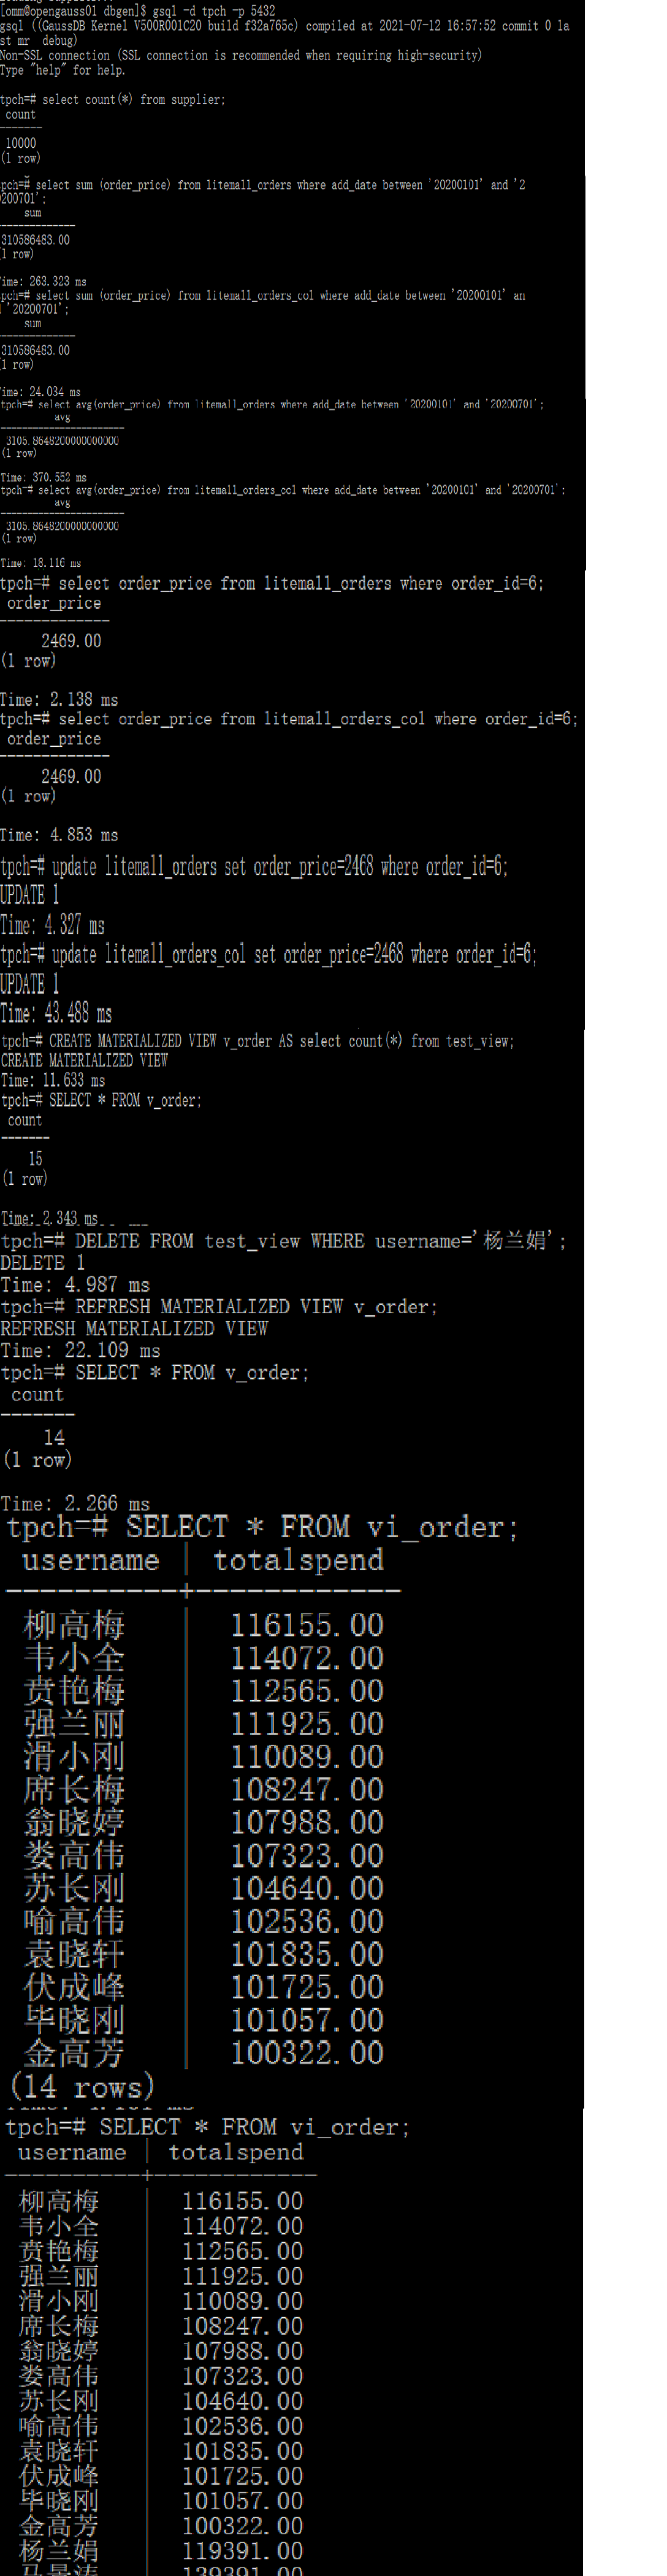 [omm@opengauss01 dbgen]$ gsql -d tpch -p 5432
gsql ((GaussDB Kernel V500R001C20 build f32a765c) compiled at 2021-07-12 16:57:52 commit 0 la
st mr  debug)
Non-SSL connection (SSL connection is recommended when requiring high-security)
Type "help" for help.
tpch=# select count(*) from supplier;
count
-------
10000
(1 row)
pch=# select sum (order_price) from litemall_orders where add_date between '20200101' and '2
0200701';
sum
--------------
310586483.00
(1 row)
ime: 263.323 ms
pch=# select sum (order_price) from litemall_orders_col where add_date between '20200101' an
'20200701';
sum
--------------
310586483.00
(1 row)
ime: 24.034 ms
tpch=# select avg(order_price) from litemall_orders where add_date between '20200101' and '20200701';
avg
-----------------------
3105.8648200000000000
(1 row)
Time: 370.552 ms
tpch=# select avg(order_price) from litemall_orders_col where add_date between '20200101' and '20200701';
avg
-----------------------
3105.8648200000000000
(1 row)
Time: 18.116 ms
tpch=# select order_price from litemall_orders where order_id=6;
order_price
-------------
2469.00
(1 row)
Time: 2.138 ms
tpch=# select order_price from litemall_orders_col where order_id=6;
order_price
-------------
2469.00
(1 row)
Time: 4.853 ms
tpch=# update litemall_orders set order_price=2468 where order_id=6;
UPDATE 1
Time: 4.327 ms
tpch=# update litemall_orders_col set order_price=2468 where order_id=6;
UPDATE 1
Time: 43.488 ms
tpch=# CREATE MATERIALIZED VIEW v_order AS select count(*) from test_view;
CREATE MATERIALIZED VIEW
Time: 11.633 ms
tpch=# SELECT * FROM v_order;
count
-------
15
(1 row)
Time: 2.343 ms
tpch=# DELETE FROM test_view WHERE username='杨兰娟';
DELETE 1
Time: 4.987 ms
tpch=# REFRESH MATERIALIZED VIEW v_order;
REFRESH MATERIALIZED VIEW
Time: 22.109 ms
tpch=# SELECT * FROM v_order;
count
-------
14
(1 row)
Time: 2.266 ms
tpch=# SELECT * FROM vi_order;
username | totalspend
----------+------------
柳高梅 | 116155.00
韦小全 | 114072.00
贲艳梅 | 112565.00
强兰丽 | 111925.00
滑小刚 | 110089.00
席长梅 | 108247.00
翁晓婷 | 107988.00
娄高伟 | 107323.00
苏长刚 | 104640.00
喻高伟 | 102536.00
袁晓轩 | 101835.00
伏成峰 | 101725.00
毕晓刚 | 101057.00
金高芳 | 100322.00
(14 rows)
tpch=# SELECT * FROM vi_order;
username | totalspend
----------+------------
柳高梅 | 116155.00
韦小全 | 114072.00
贲艳梅 | 112565.00
强兰丽 | 111925.00
滑小刚 | 110089.00
席长梅 | 108247.00
翁晓婷 | 107988.00
娄高伟 | 107323.00
苏长刚 | 104640.00
喻高伟 | 102536.00
袁晓轩 | 101835.00
伏成峰 | 101725.00
毕晓刚 | 101057.00
金高芳 | 100322.00
杨兰娟 | 119391.00